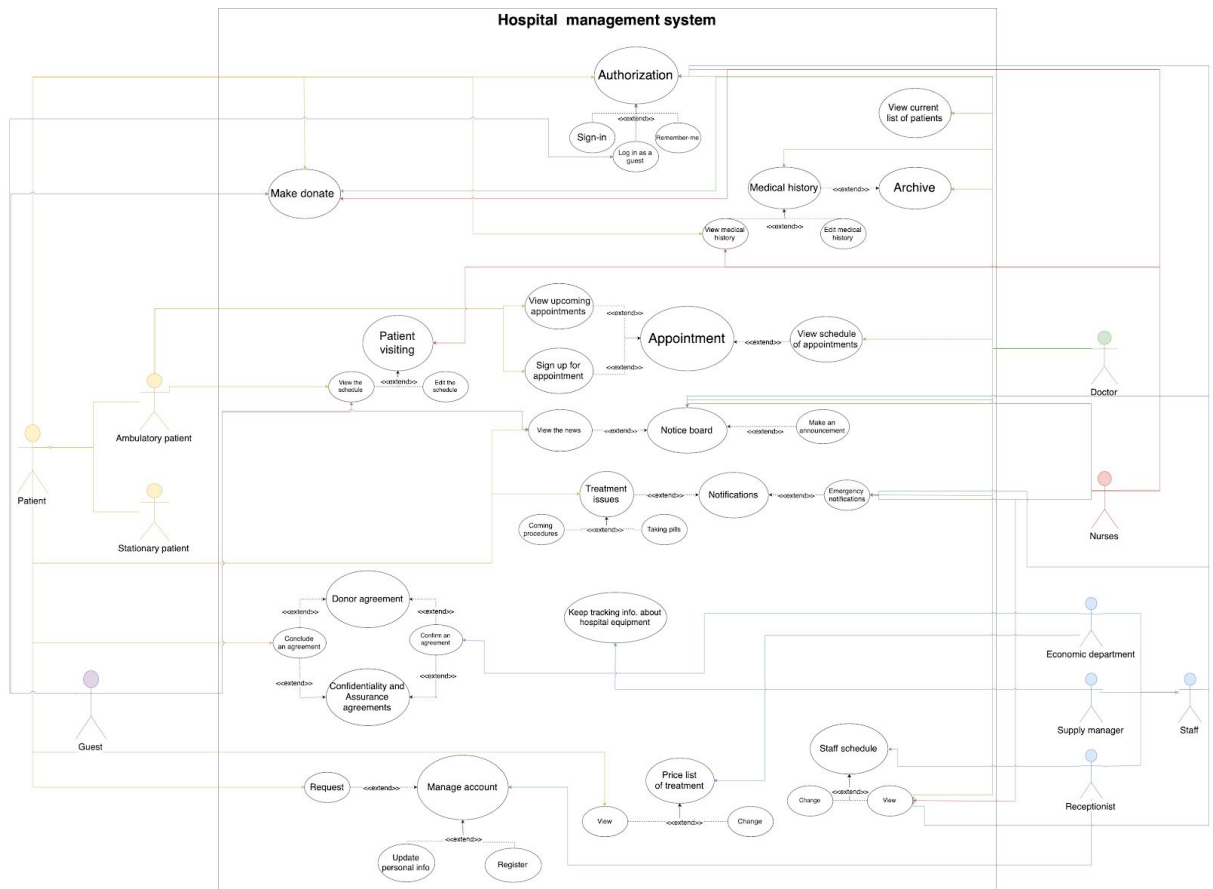 Hospital  management system
Authorization
<<extend>>
Sign-in
Remember-me
Log in as a
guest
View current
list of patients
Make donate
Medical history
<<extend>>
Archive
<<extend>>
View medical
history
Edit medical
history
View upcoming
appointments
<<extend>>
Patient
visiting
Appointment
<<extend>>
View schedule
of appointments
Sign up for
appointment
<<extend>>
<<extend>>
View the
schedule
Edit the
schedule
Doctor
Ambulatory patient
View the news
<<extend>>
Notice board
<<extend>>
Make an
announcement
Patient
Treatment
issues
<<extend>>
Notifications
<<extend>>
Emergency
notifications
Coming
procedures
<<extend>>
Taking pills
Nurses
Stationary patient
Donor agreement
<<extend>>
<<extend>>
Keep tracking info. about
hospital equipment
Conclude
an agreement
Confirm an
agreement
<<extend>>
<<extend>>
Confidentiality and
Assurance
agreements
Economic department
Guest
Supply manager
Staff
Staff schedule
Request
<<extend>>
Manage account
Price list
of treatment
<<extend>>
Change
View
Receptionist
View
<<extend>>
Change
<<extend>>
Update
personal info
Register